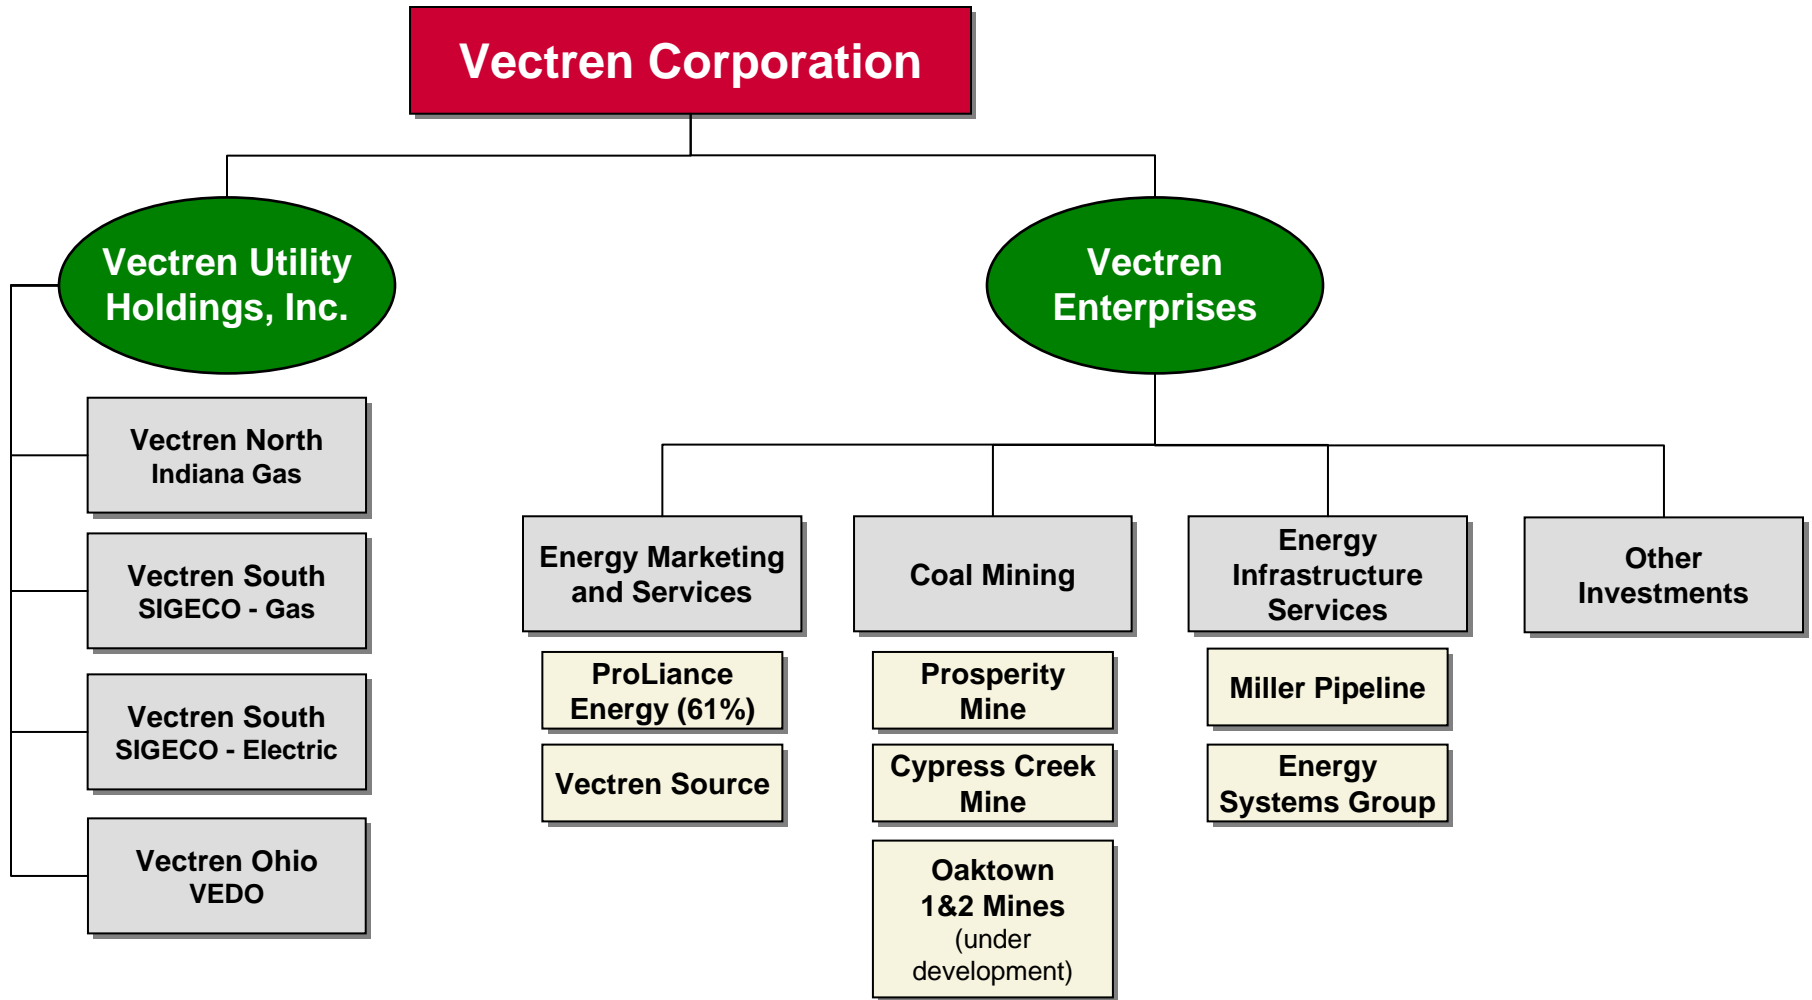 Vectren Corporation
Vectren Utility
Holdings, Inc.
Vectren
Enterprises
Vectren North
Indiana Gas
Vectren South
SIGECO - Gas
Vectren South
SIGECO - Electric
Vectren Ohio
VEDO
Energy Marketing
and Services
ProLiance
Energy (61%)
Vectren Source
Coal Mining
Prosperity
Mine
Cypress Creek
Mine
Oaktown
1&2 Mines
(under
development)
Energy
Infrastructure
Services
Miller Pipeline
Energy
Systems Group
Other
Investments